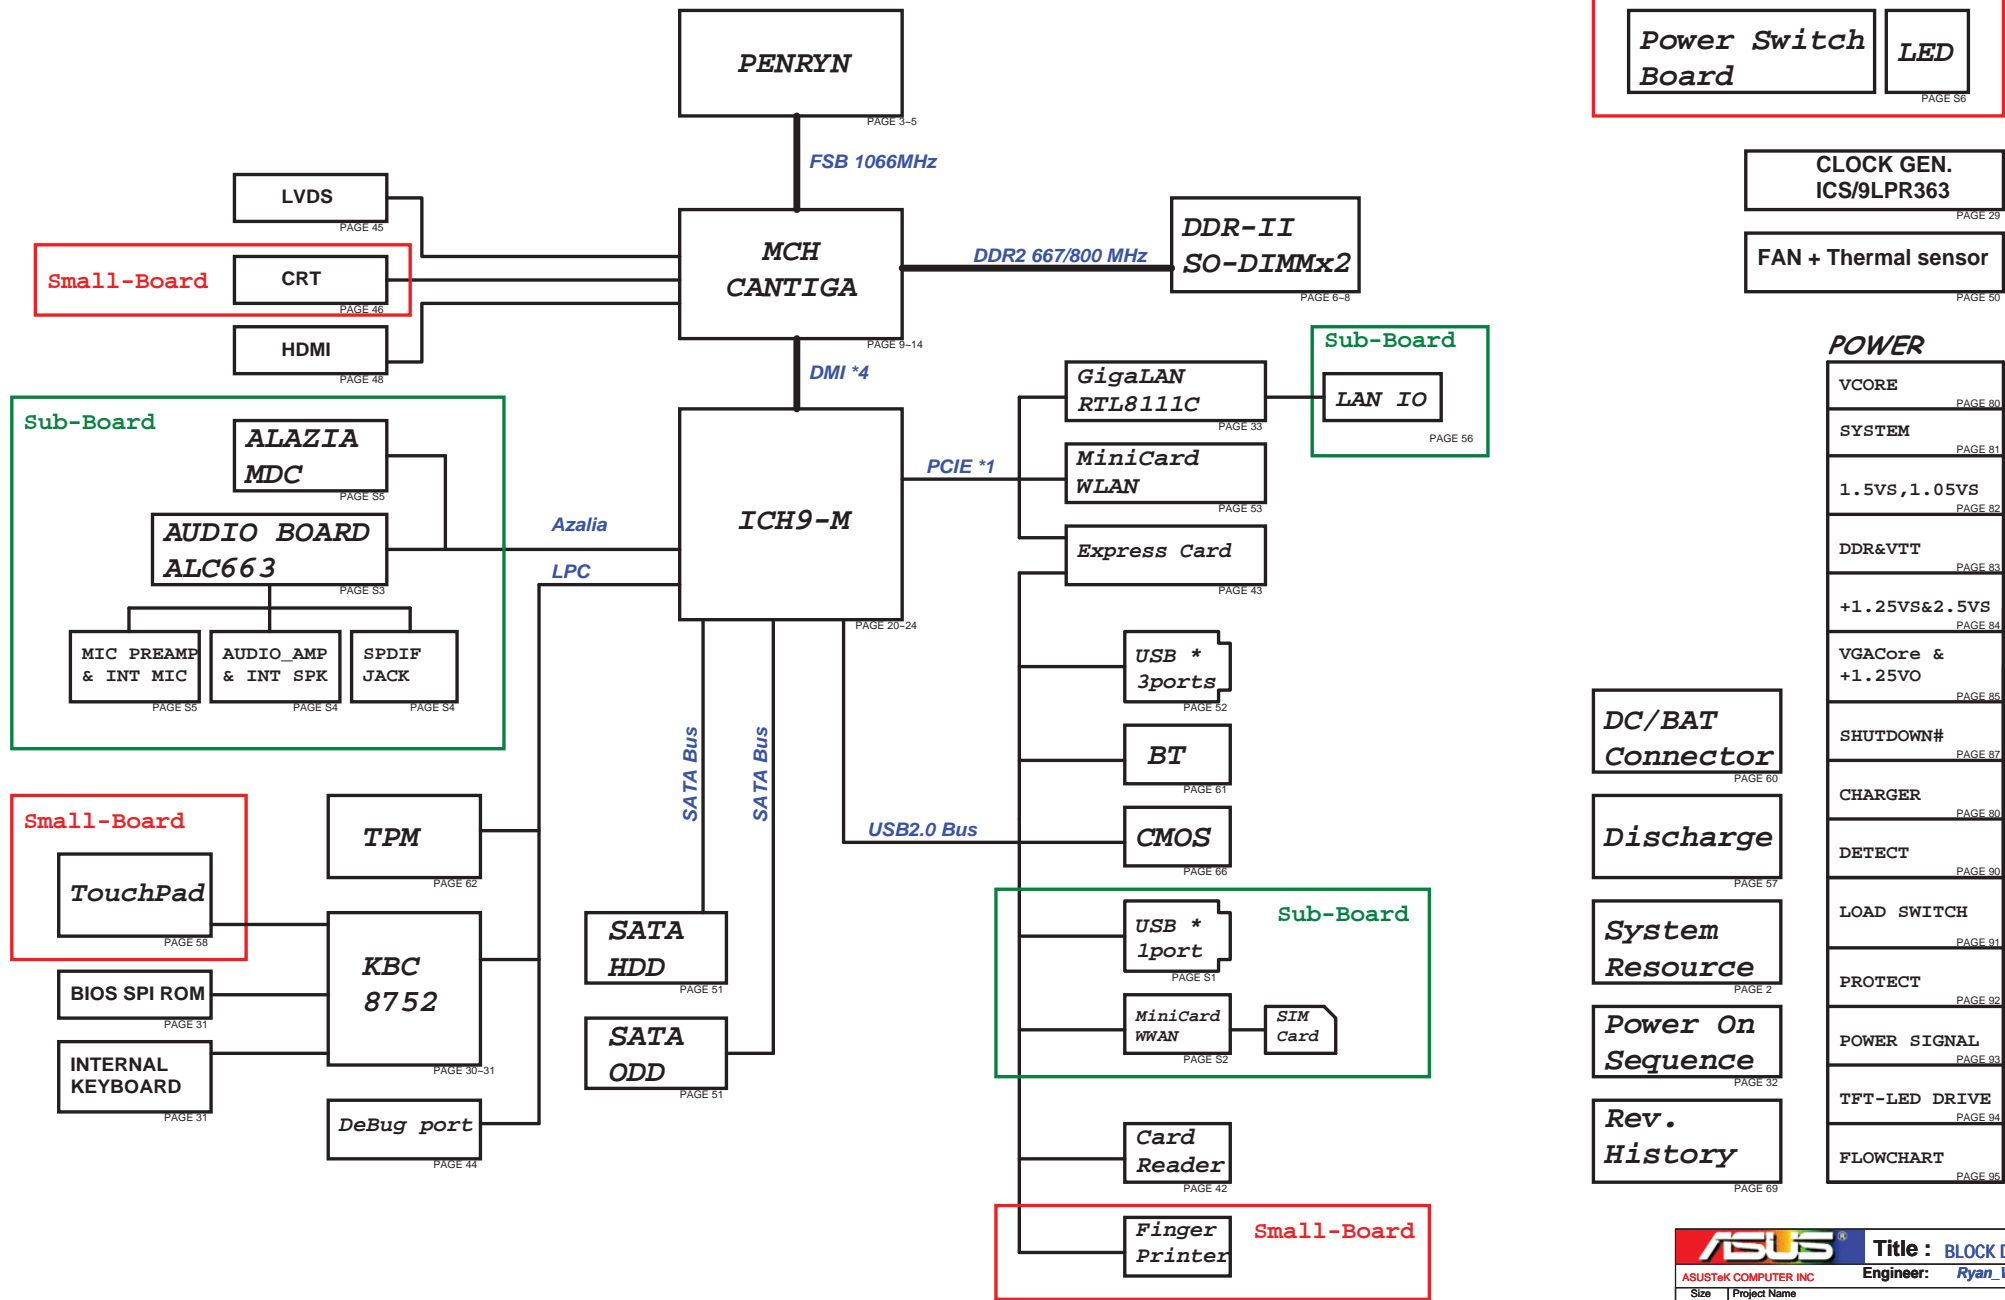 PENRYN
PAGE 3~5
FSB 1066MHz
LVDS
PAGE 45
Small-Board
CRT
PAGE 46
HDMI
PAGE 48
MCH
CANTIGA
PAGE 9~14
DDR2 667/800 MHz
DDR-II
SO-DIMMx2
PAGE 6~8
DMI *4
Sub-Board
ALAZIA
MDC
PAGE S5
AUDIO BOARD
ALC663
PAGE S3
MIC PREAMP
& INT MIC
PAGE S5
AUDIO_AMP
& INT SPK
PAGE S4
SPDIF
JACK
PAGE S4
Azalia
LPC
ICH9-M
PAGE 20~24
PCIE *1
GigaLAN
RTL8111C
PAGE 33
Sub-Board
LAN IO
PAGE 56
MiniCard
WLAN
PAGE 53
Express Card
PAGE 43
USB *
3ports
PAGE 52
BT
PAGE 61
USB2.0 Bus
CMOS
PAGE 66
SATA Bus
SATA Bus
Small-Board
TouchPad
PAGE 58
TPM
PAGE 62
BIOS SPI ROM
PAGE 31
INTERNAL
KEYBOARD
PAGE 31
KBC
8752
PAGE 30~31
DeBug port
PAGE 44
SATA
HDD
PAGE 51
SATA
ODD
PAGE 51
Sub-Board
USB *
1port
PAGE S1
MiniCard
WWAN
PAGE S2
SIM
Card
Card
Reader
PAGE 42
Small-Board
Finger
Printer
Power Switch
Board
LED
PAGE S6
CLOCK GEN.
ICS/9LPR363
PAGE 29
FAN + Thermal sensor
PAGE 50
POWER
VCORE
PAGE 80
SYSTEM
PAGE 81
1.5VS,1.05VS
PAGE 82
DDR&VTT
PAGE 83
+1.25VS&2.5VS
PAGE 84
VGACore &
+1.25VO
PAGE 85
SHUTDOWN#
PAGE 87
CHARGER
PAGE 80
DETECT
PAGE 90
LOAD SWITCH
PAGE 91
PROTECT
PAGE 92
POWER SIGNAL
PAGE 93
TFT-LED DRIVE
PAGE 94
FLOWCHART
PAGE 95
DC/BAT
Connector
PAGE 60
Discharge
PAGE 57
System
Resource
PAGE 2
Power On
Sequence
PAGE 32
Rev.
History
PAGE 69
ASUS®
Title : BLOCK
ASUSTeK COMPUTER INC
Engineer:
Size
Project Name